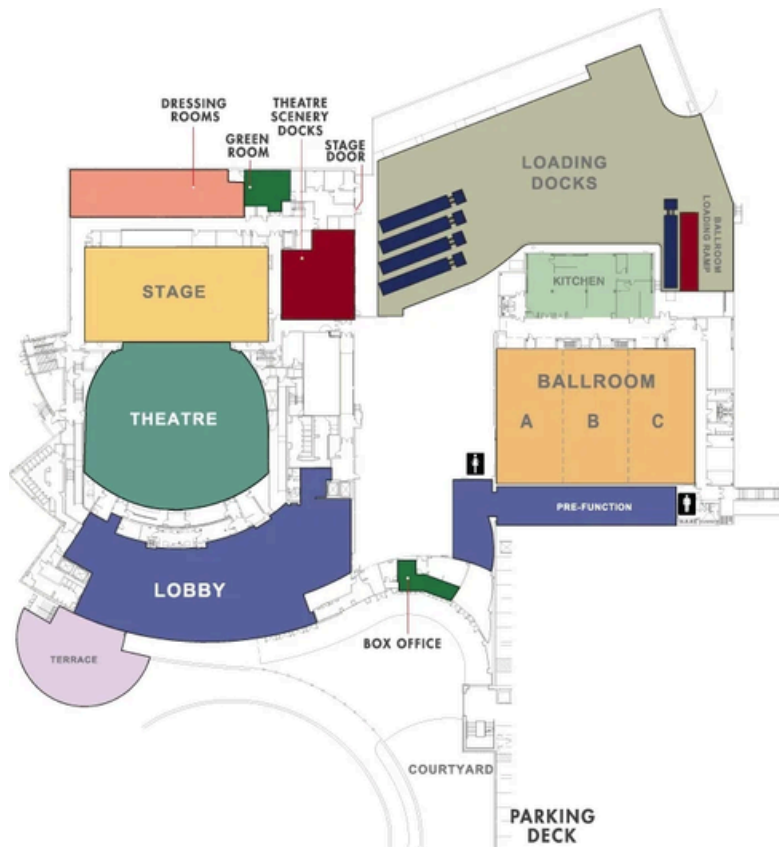 DRESSING
ROOMS
GREEN
ROOM
THEATRE
SCENERY
DOCKS
STAGE
DOOR
LOADING
DOCKS
BALLROOM
LOADING RAMP
STAGE
KITCHEN
THEATRE
BALLROOM
A B C
PRE-FUNCTION
LOBBY
BOX OFFICE
TERRACE
COURTYARD
PARKING
DECK